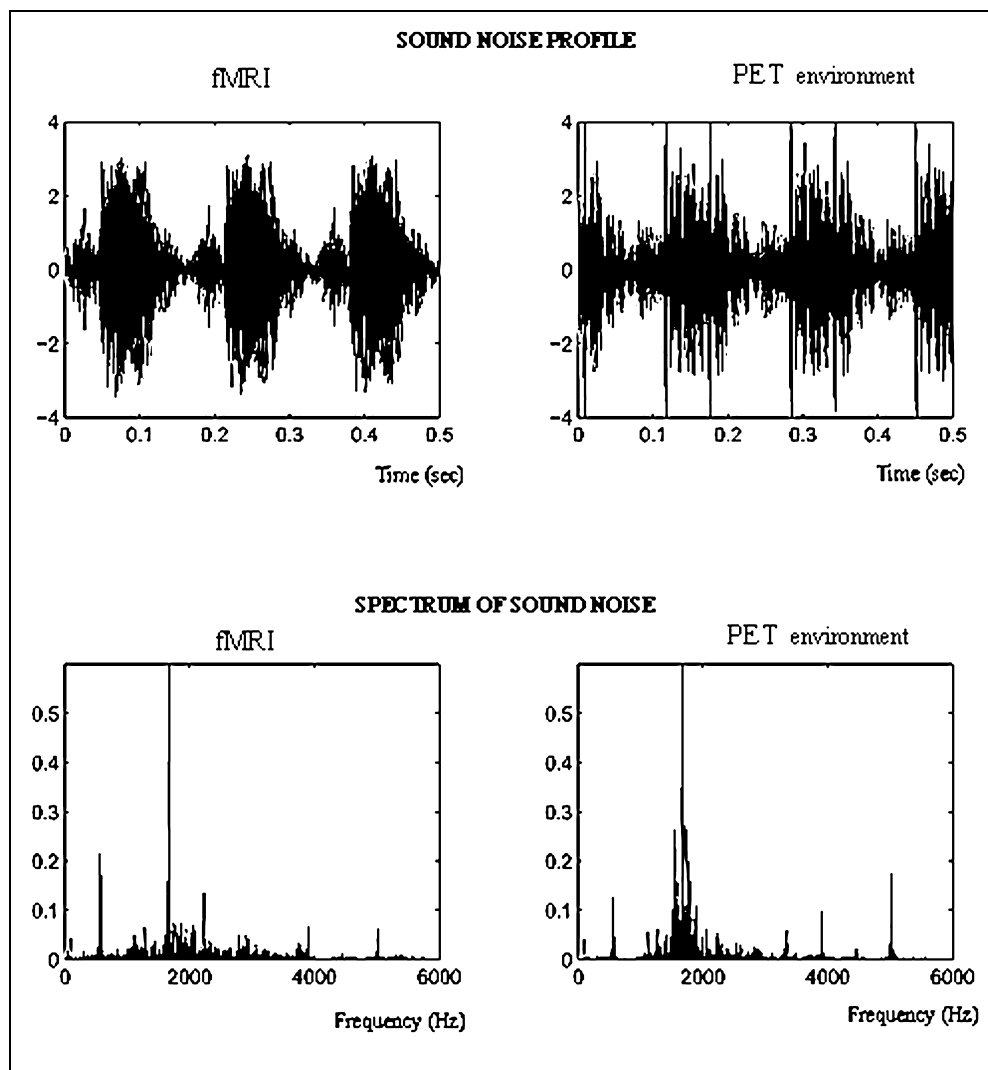 SOUND NOISE PROFILE
fMRI
PET environment
4
2
0
−2
−4
0 0.1 0.2 0.3 0.4 0.5
Time (sec)
4
2
0
−2
−4
0 0.1 0.2 0.3 0.4 0.5
Time (sec)
SPECTRUM OF SOUND NOISE
fMRI
PET environment
0.5
0.4
0.3
0.2
0.1
0
0 2000 4000 6000
Frequency (Hz)
0.5
0.4
0.3
0.2
0.1
0
0 2000 4000 6000
Frequency (Hz)